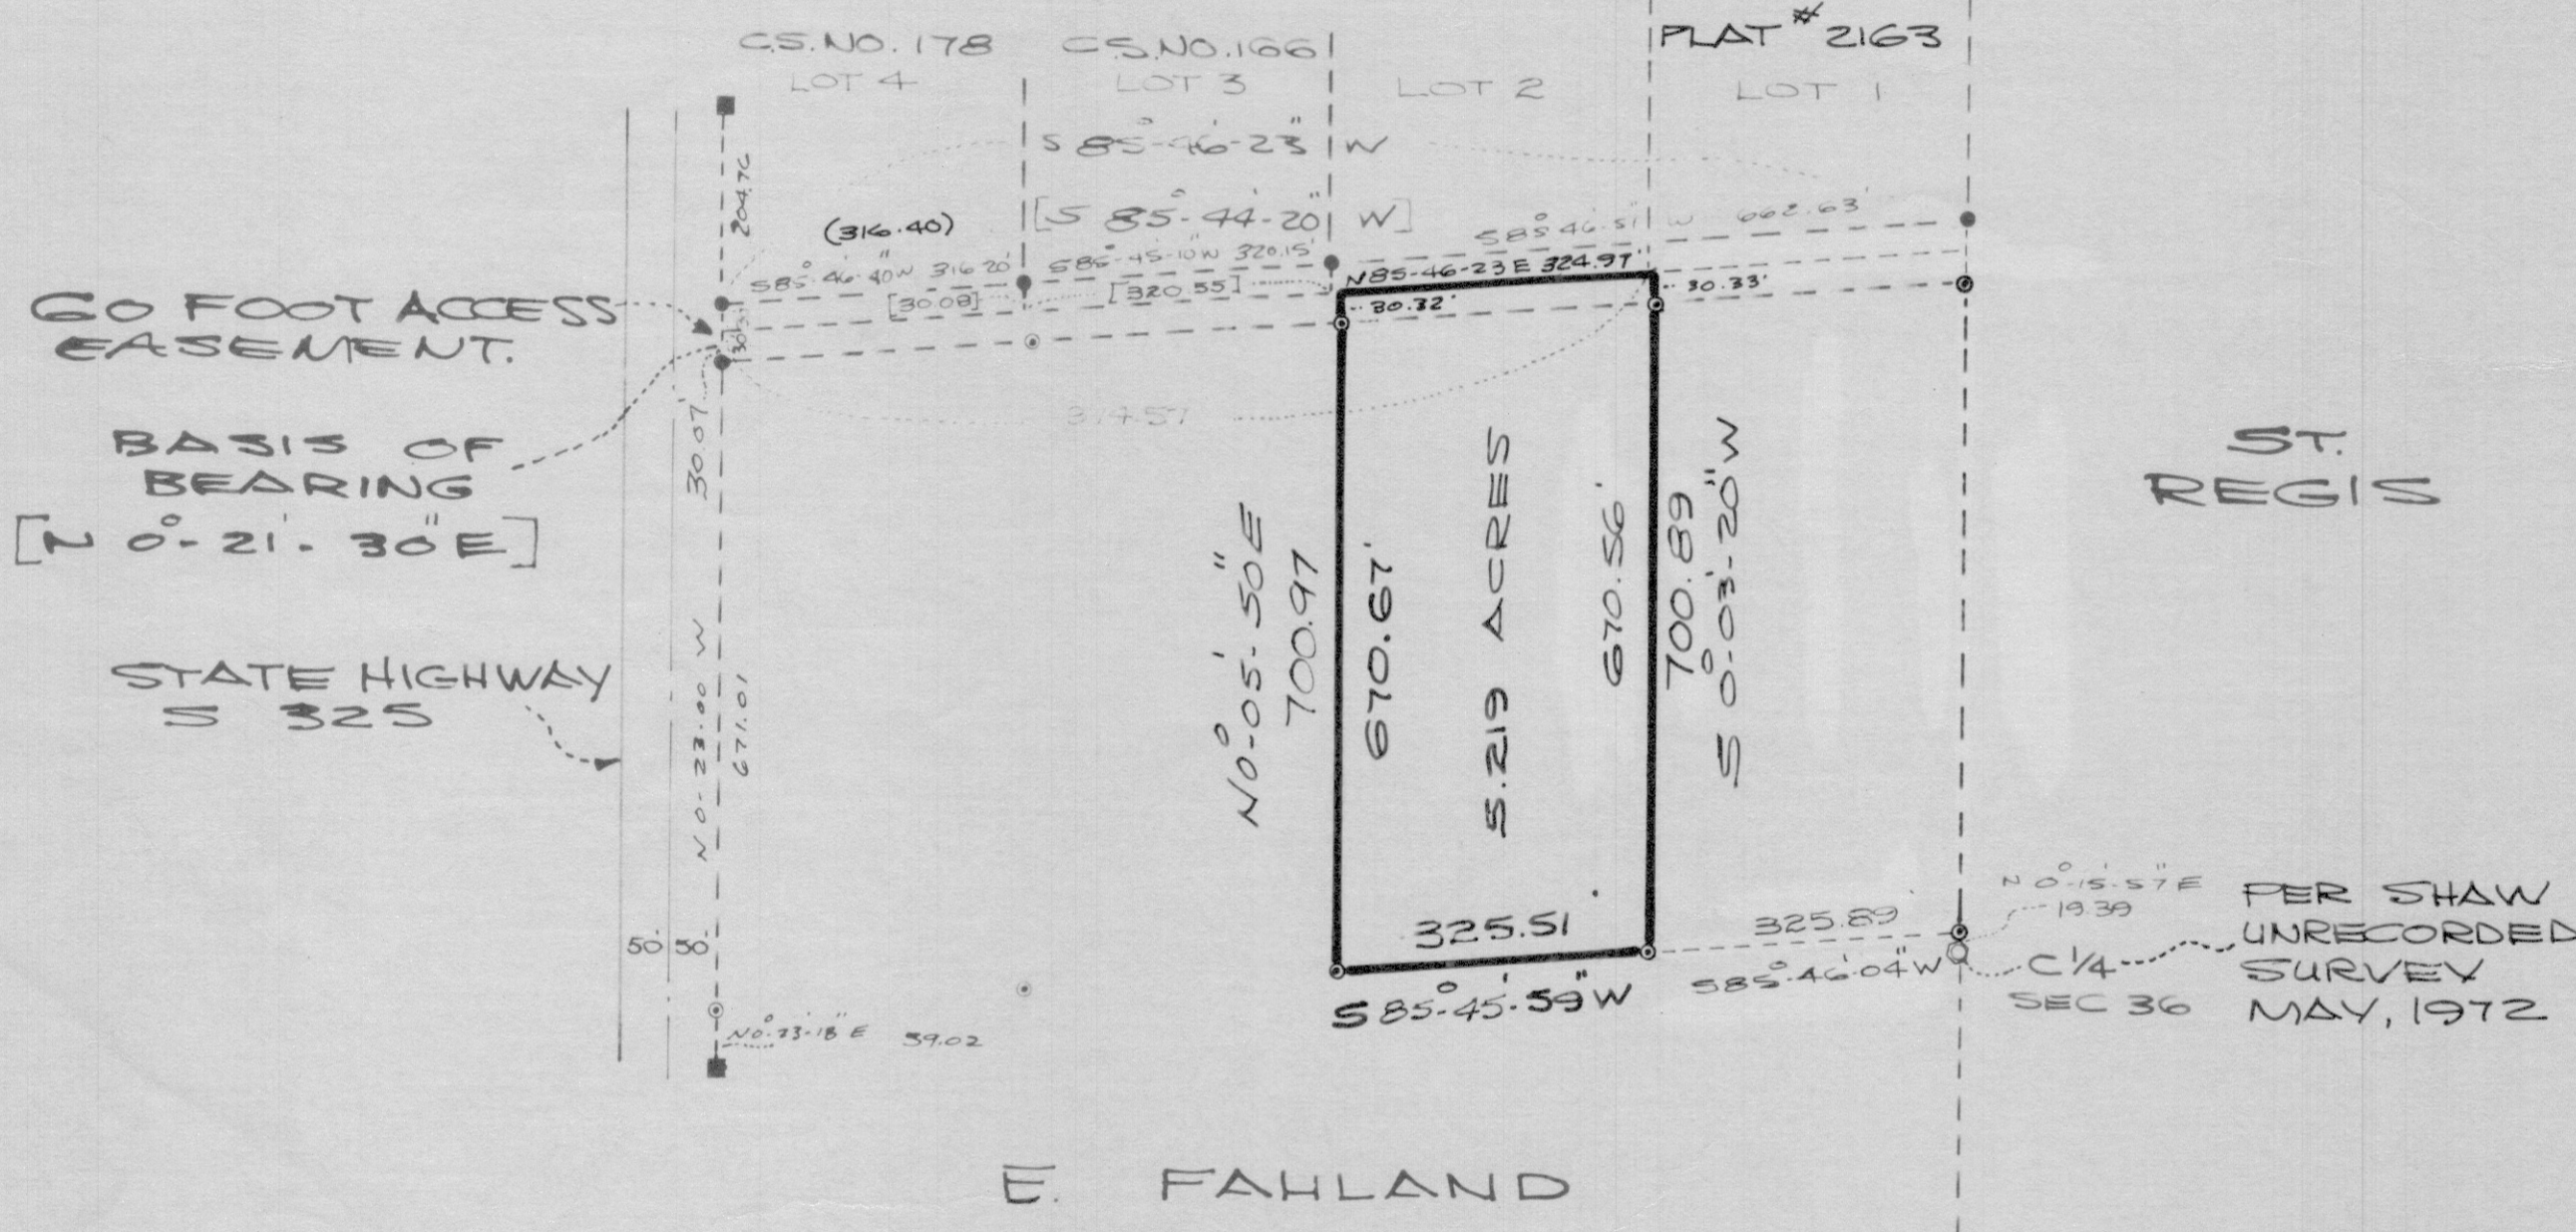 C.S. NO. 178
C.S. NO. 166
PLAT # 2163
LOT 4
LOT 3
LOT 2
LOT 1
S 85°-46'-23" W
[S 85°-44'-20" W]
204.76
(316.40)
S85°-46'-40"W 316.20'
S85°-45'-10"W 320.15'
S85°46'51" W 662.63'
[30.08]
[320.55]
N85-46-23E 324.97'
30.32'
30.33'
60 FOOT ACCESS
EASEMENT.
BASIS OF
BEARING
[N 0°-21'-30"E]
30.07
STATE HIGHWAY
S 325
N 0-23-00 W
671.01
50' 50'
N0°-23'-18"E 59.02
N0°-05'-50"E
700.97
670.67'
5.219 ACRES
670.56'
700.89
S 0°-03'-20"W
325.51'
S85°-45'-59"W
325.89'
S85°-46'04"W
ST.
REGIS
N 0°-15'-57"E
19.39
C 1/4
SEC 36
PER SHAW
UNRECORDED
SURVEY
MAY, 1972
E. FAHLAND